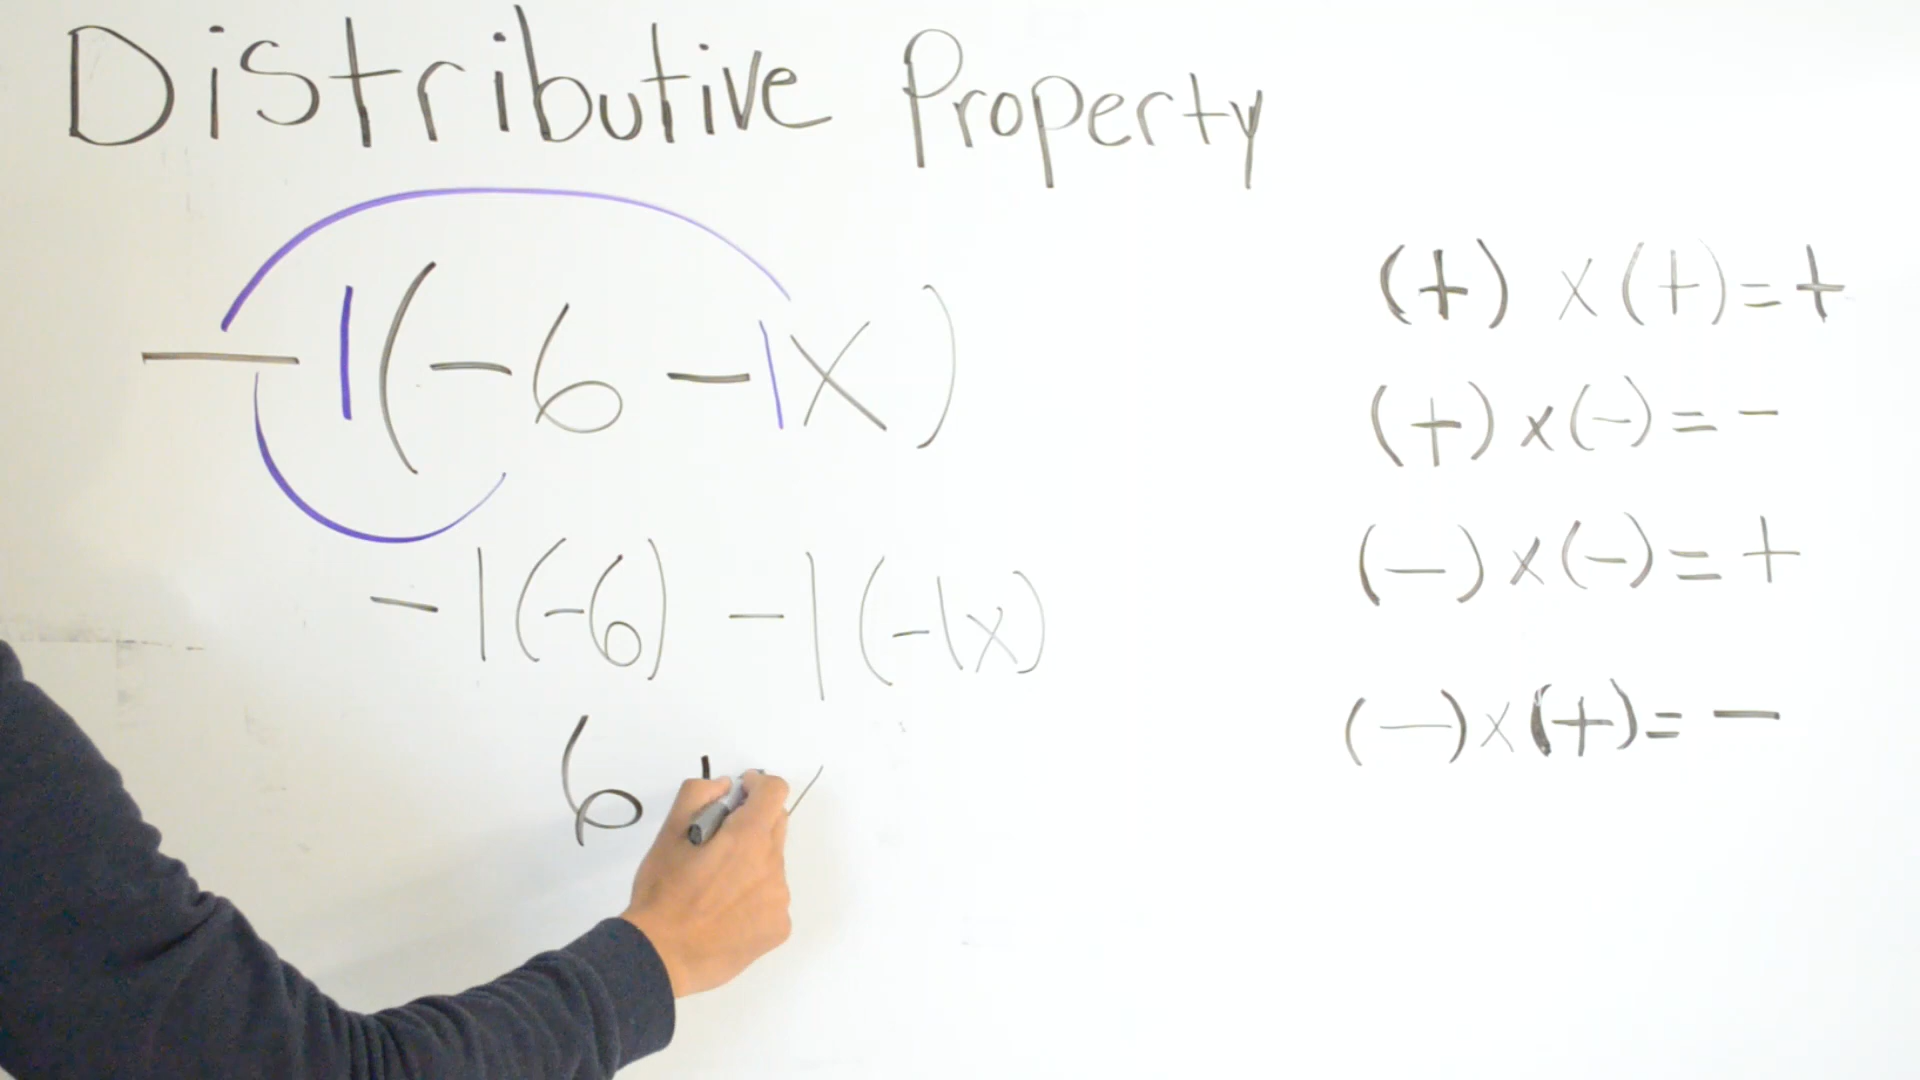 Distributive Property
-1(-6-1x)
-1(-6) -1(-1x)
6
(+) x (+) = +
(+) x (-) = -
(-) x (-) = +
(-) x (+) = -